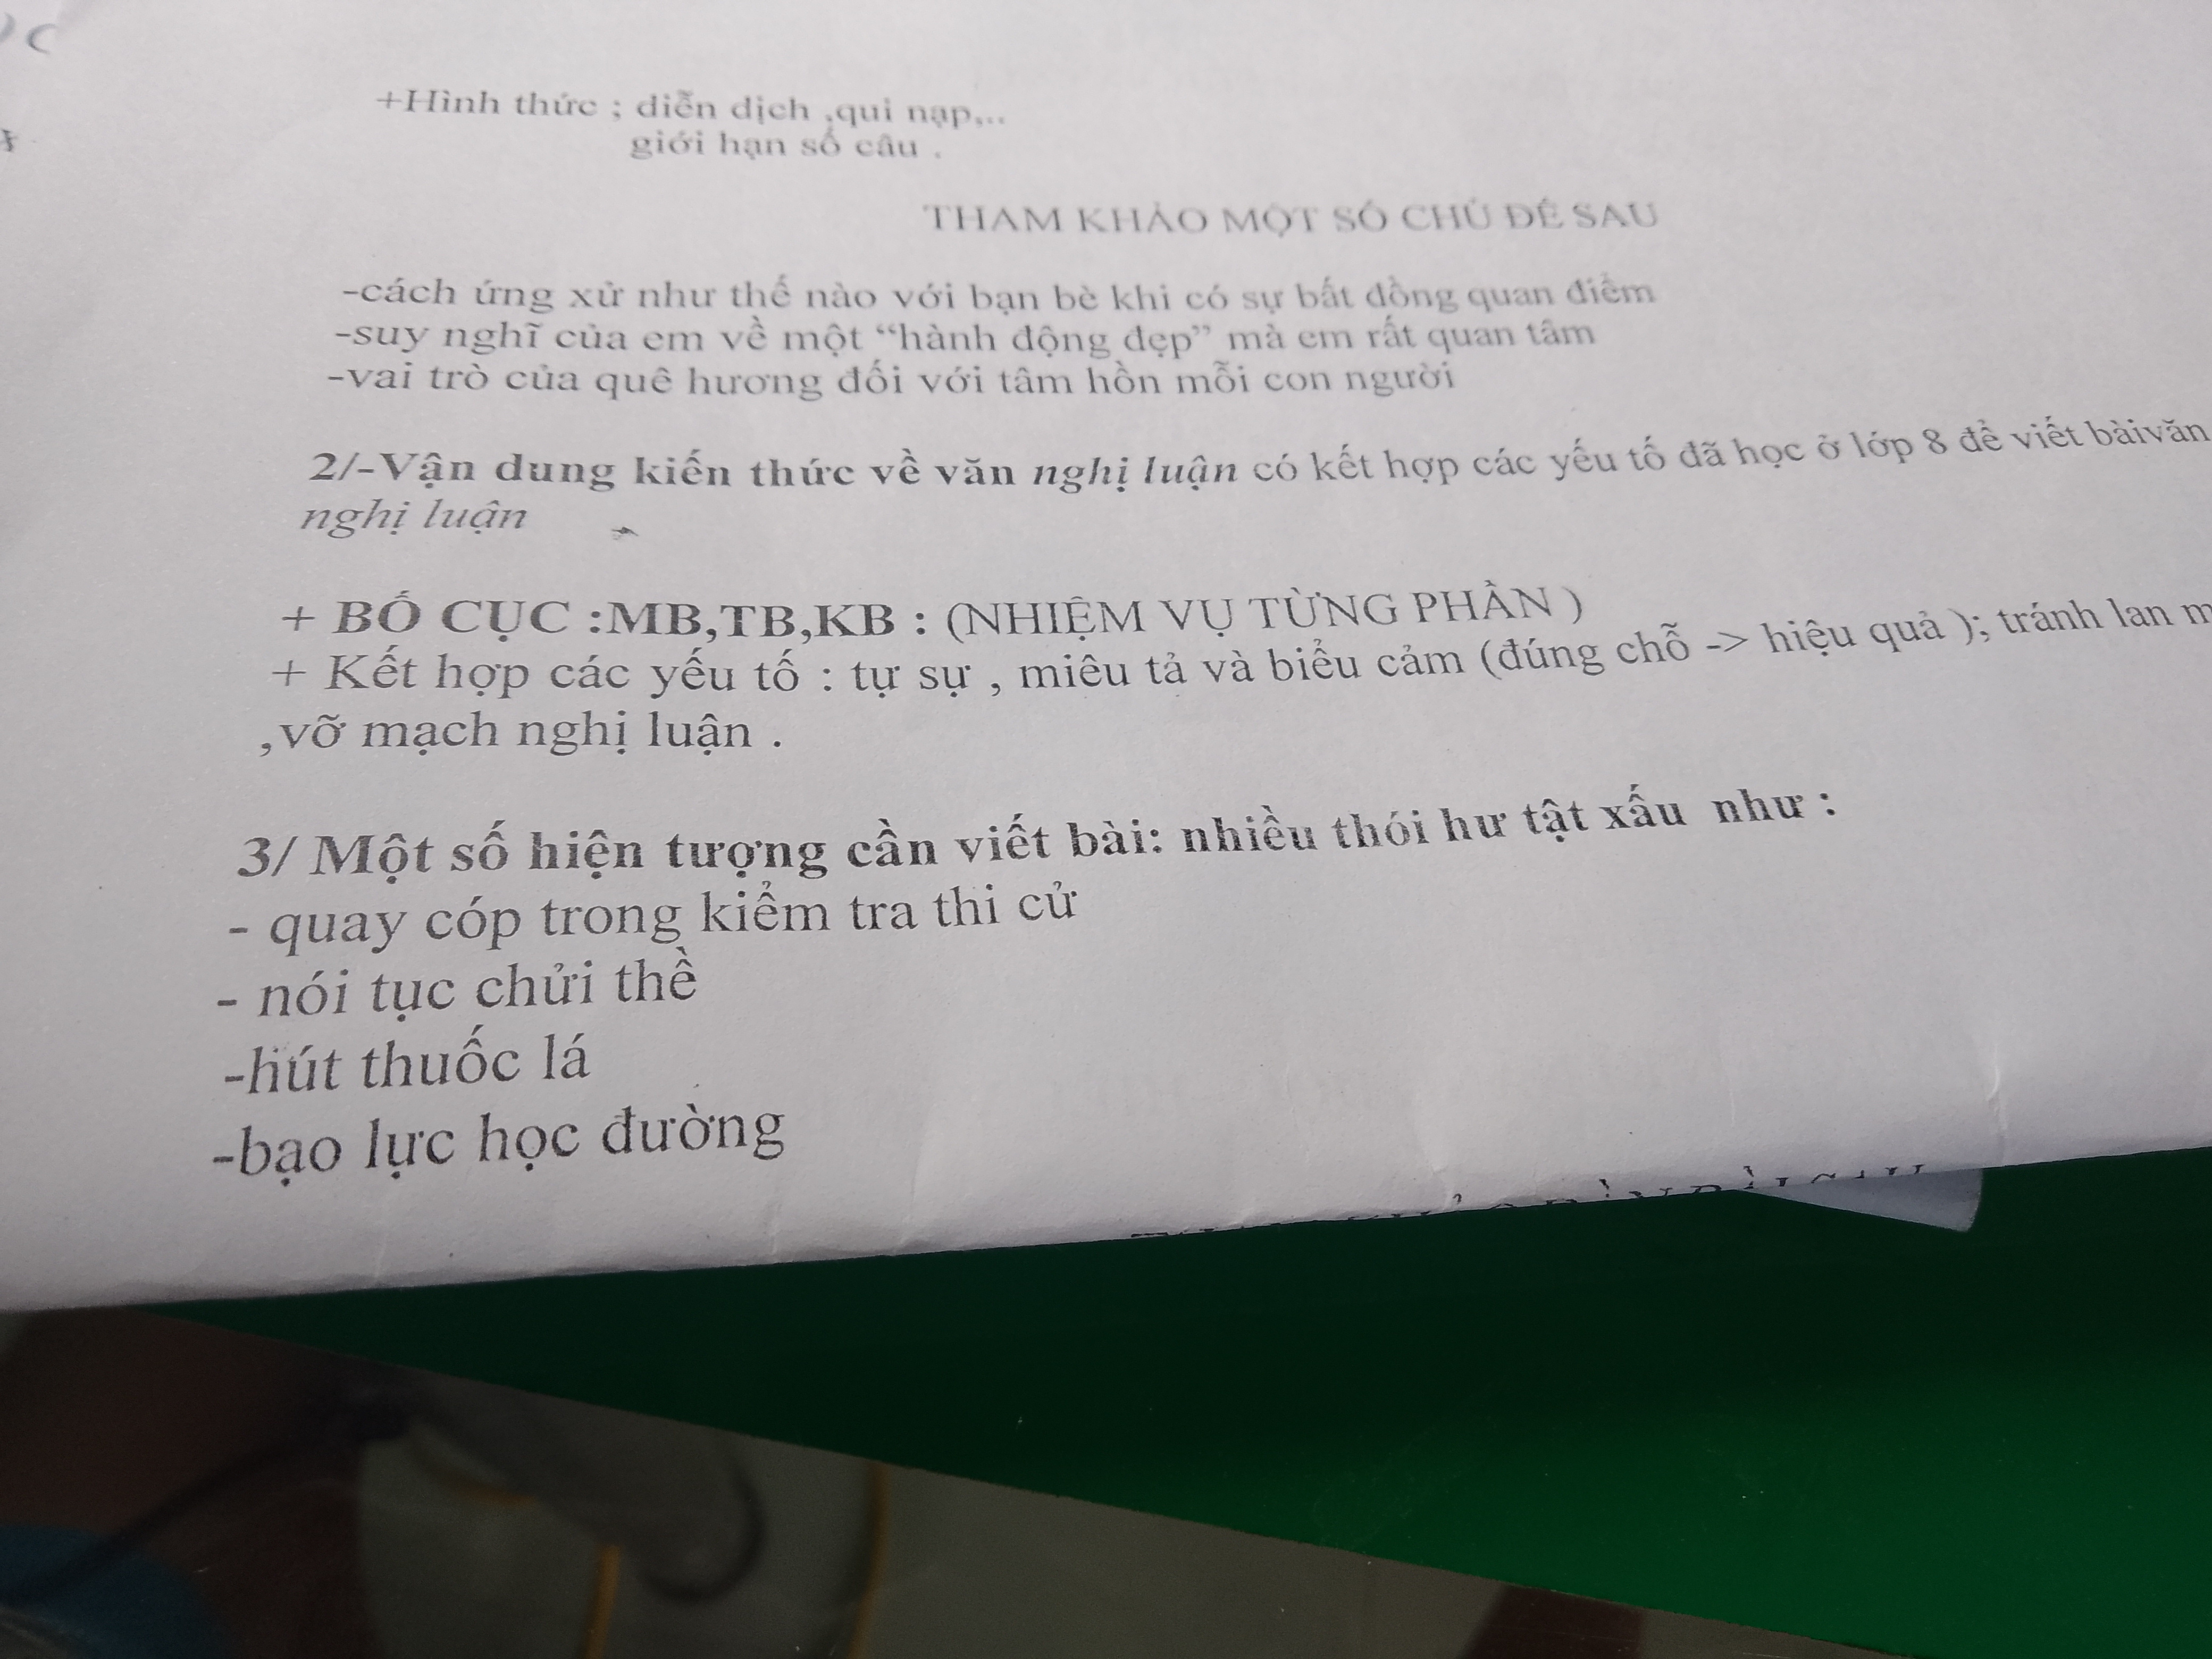 +Hình thức ; diễn dịch ,qui nạp,..
giới hạn số câu .
THAM KHẢO MỘT SỐ CHỦ ĐỀ SAU
-cách ứng xử như thế nào với bạn bè khi có sự bất đồng quan điểm
-suy nghĩ của em về một “hành động đẹp” mà em rất quan tâm
-vai trò của quê hương đối với tâm hồn mỗi con người
2/-Vận dung kiến thức về văn nghị luận có kết hợp các yếu tố đã học ở lớp 8 để viết bàivăn
nghị luận
+ BỐ CỤC :MB,TB,KB : (NHIỆM VỤ TỪNG PHẦN )
+ Kết hợp các yếu tố : tự sự , miêu tả và biểu cảm (đúng chỗ -> hiệu quả ); tránh lan
,vỡ mạch nghị luận .
3/ Một số hiện tượng cần viết bài: nhiều thói hư tật xấu như :
- quay cóp trong kiểm tra thi cử
- nói tục chửi thề
-hút thuốc lá
-bạo lực học đường